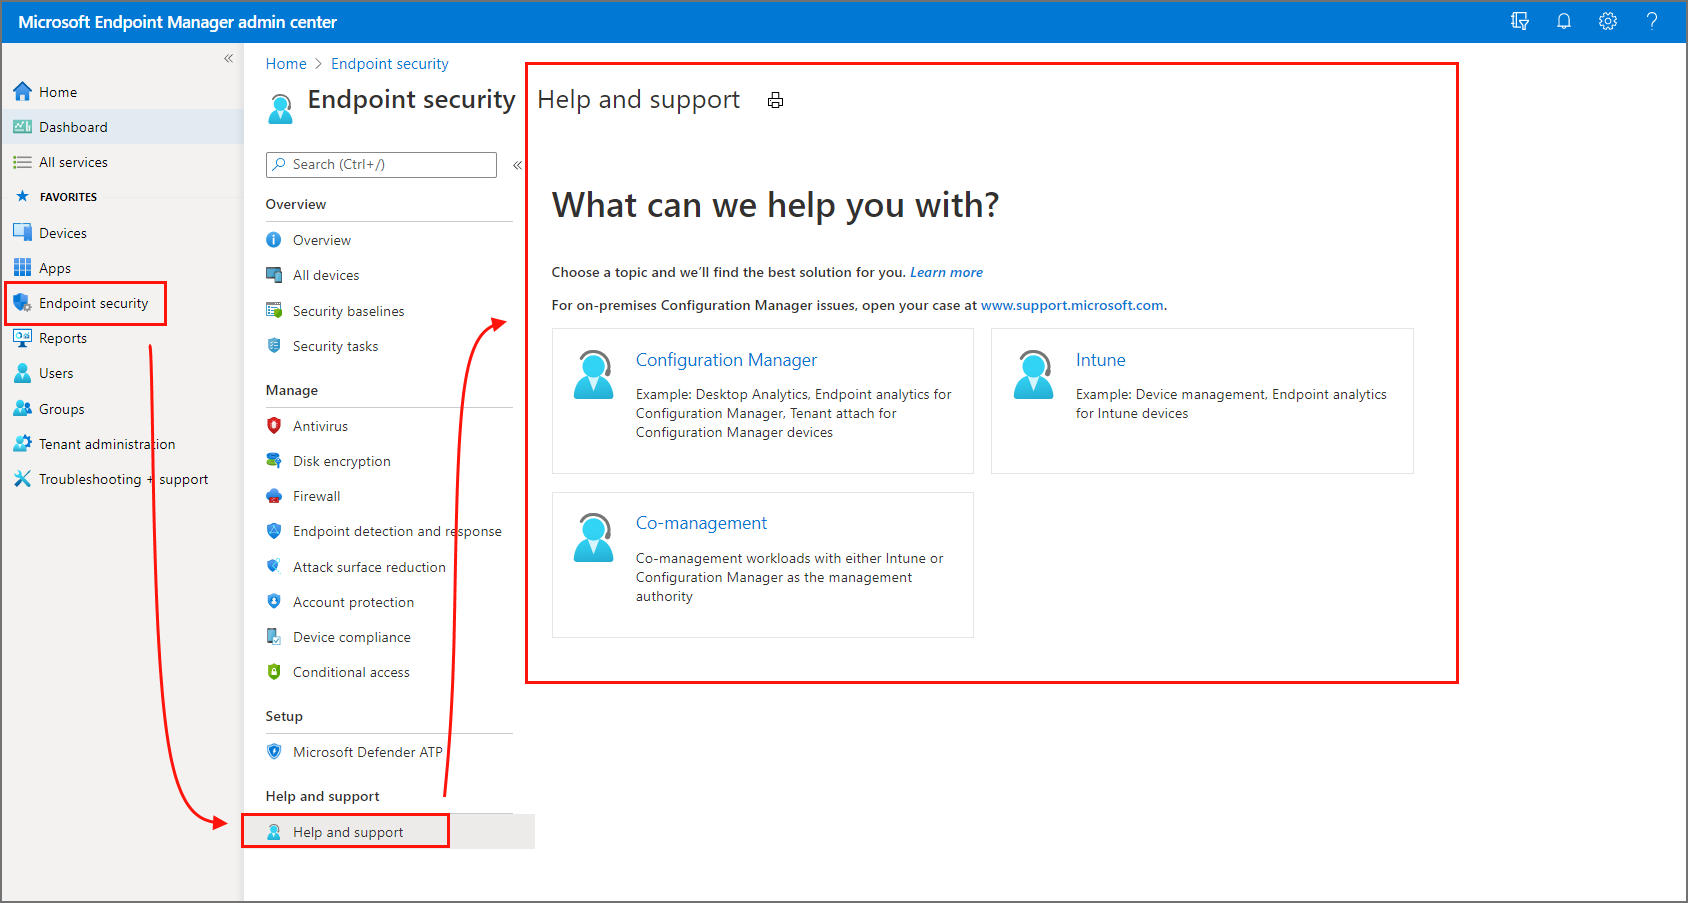 Microsoft Endpoint Manager admin center
Home
Dashboard
All services
FAVORITES
Devices
Apps
Endpoint security
Reports
Users
Groups
Tenant administration
Troubleshooting + support
Home > Endpoint security
Endpoint security
Search (Ctrl+/)
Overview
Overview
All devices
Security baselines
Security tasks
Manage
Antivirus
Disk encryption
Firewall
Endpoint detection and response
Attack surface reduction
Account protection
Device compliance
Conditional access
Setup
Microsoft Defender ATP
Help and support
Help and support
Help and support
What can we help you with?
Choose a topic and we'll find the best solution for you. Learn more
For on-premises Configuration Manager issues, open your case at www.support.microsoft.com.
Configuration Manager
Example: Desktop Analytics, Endpoint analytics for
Configuration Manager, Tenant attach for
Configuration Manager devices
Intune
Example: Device management, Endpoint analytics
for Intune devices
Co-management
Co-management workloads with either Intune or
Configuration Manager as the management
authority